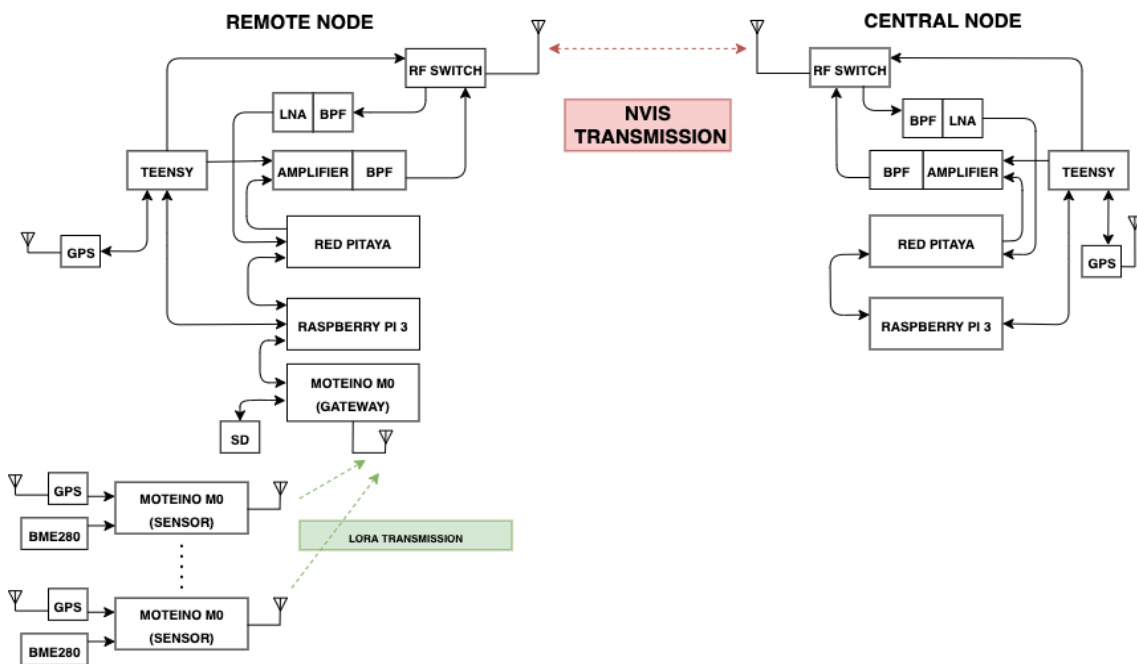 REMOTE NODE
CENTRAL NODE
RF SWITCH
RF SWITCH
LNA BPF
NVIS
TRANSMISSION
BPF LNA
TEENSY
AMPLIFIER BPF
BPF AMPLIFIER
TEENSY
GPS
RED PITAYA
RED PITAYA
GPS
RASPBERRY PI 3
RASPBERRY PI 3
MOTEINO M0
(GATEWAY)
SD
GPS
MOTEINO M0
(SENSOR)
BME280
LORA TRANSMISSION
GPS
MOTEINO M0
(SENSOR)
BME280